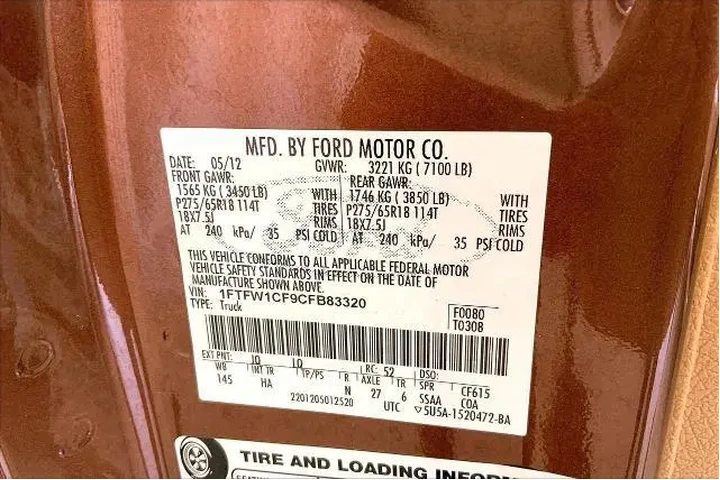 MFD. BY FORD MOTOR CO.
DATE: 05/12 GVWR: 3221 KG ( 7100 LB)
FRONT GAWR: REAR GAWR:
1565 KG ( 3450 LB) WITH 1746 KG ( 3850 LB) WITH
P275/65R18 114T TIRES P275/65R18 114T TIRES
18X7.5J RIMS 18X7.5J RIMS
AT 240 kPa/ 35 PSI COLD AT 240 kPa/ 35 PSI COLD
THIS VEHICLE CONFORMS TO ALL APPLICABLE FEDERAL MOTOR
VEHICLE SAFETY STANDARDS IN EFFECT ON THE DATE OF
MANUFACTURE SHOWN ABOVE.
VIN: 1FTFW1CF9CFB83320
TYPE: Truck
F0080
T0308
EXT PNT: JQ JQ RC: 52 DSO:
WB INT TR TP/PS R AXLE TR SPR CF615
145 HA N 27 6 SSAA COA
2201205012520 UTC ▽5U5A-1520472-BA
TIRE AND LOADING